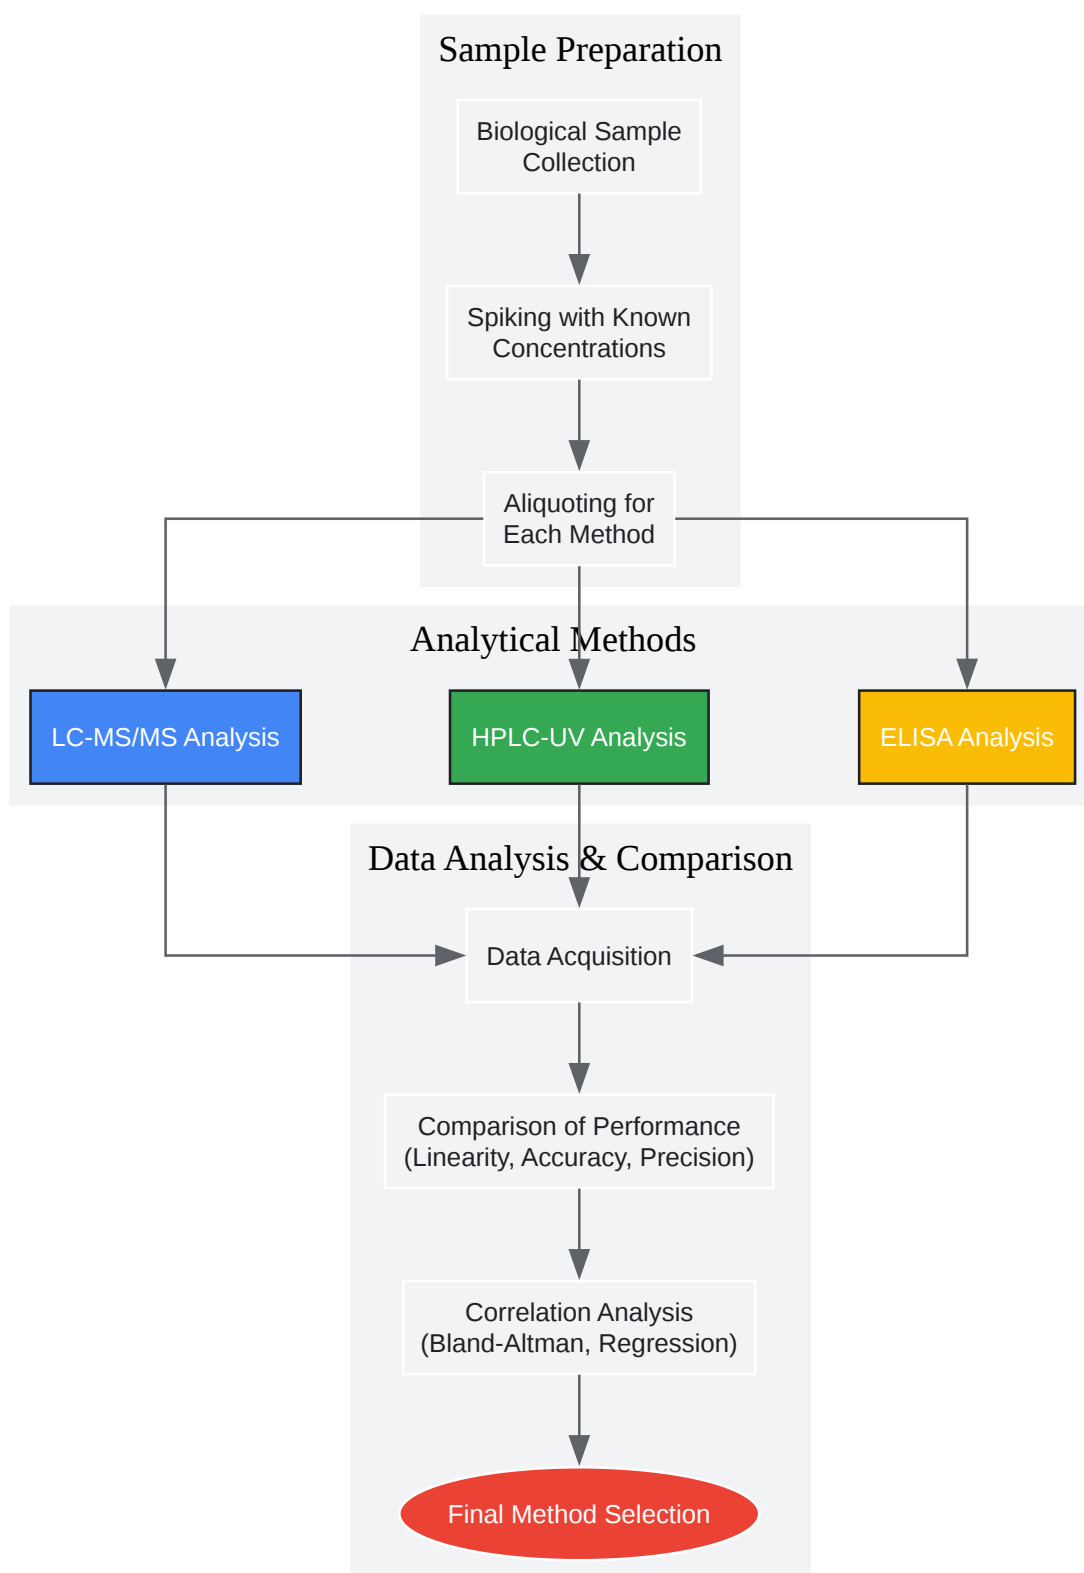 Sample Preparation
Biological Sample
Collection
Spiking with Known
Concentrations
Aliquoting for
Each Method
Analytical Methods
LC-MS/MS Analysis
HPLC-UV Analysis
ELISA Analysis
Data Analysis & Comparison
Data Acquisition
Comparison of Performance
(Linearity, Accuracy, Precision)
Correlation Analysis
(Bland-Altman, Regression)
Final Method Selection